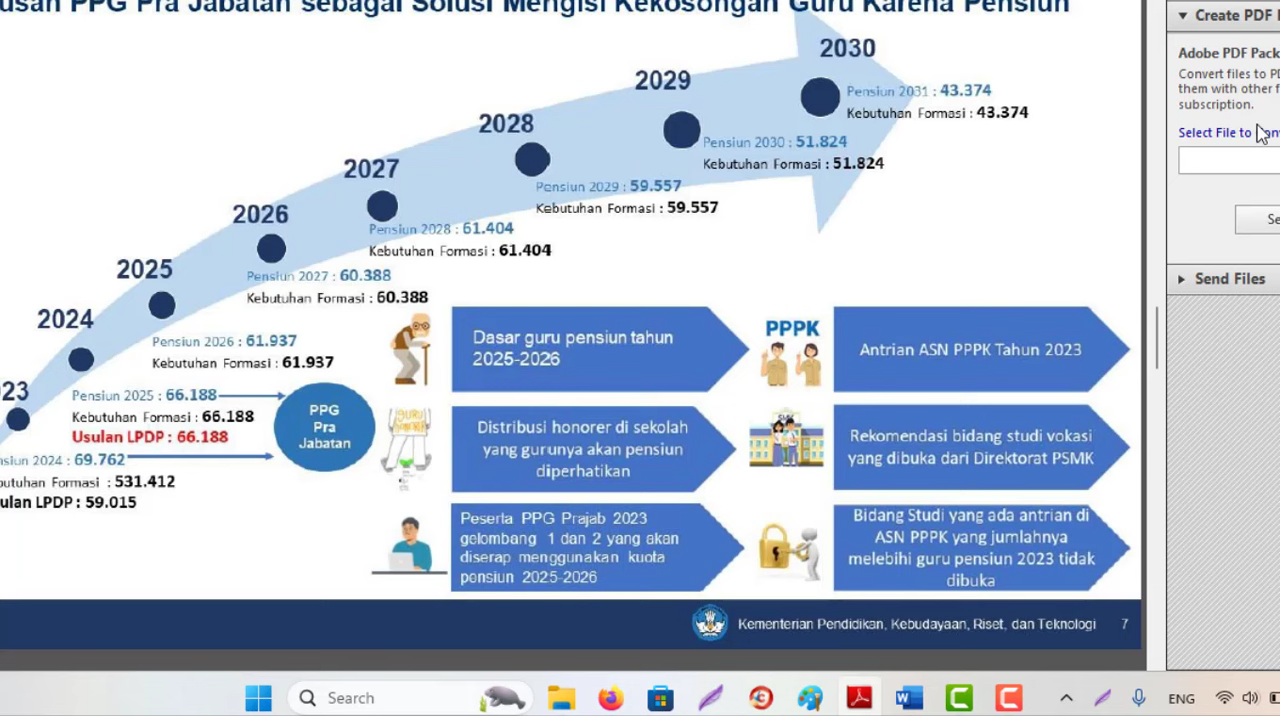 usan PPG Pra Jabatan sebagai Solusi Mengisi Kekosongan Guru Karena Pensiun
2030
Pensiun 2031 : 43.374
Kebutuhan Formasi : 43.374
2029
Pensiun 2030 : 51.824
Kebutuhan Formasi : 51.824
2028
Pensiun 2029 : 59.557
Kebutuhan Formasi : 59.557
2027
Pensiun 2028 : 61.404
Kebutuhan Formasi : 61.404
2026
Pensiun 2027 : 60.388
Kebutuhan Formasi : 60.388
2025
Pensiun 2026 : 61.937
Kebutuhan Formasi : 61.937
2024
Pensiun 2025 : 66.188
Kebutuhan Formasi : 66.188
Usulan LPDP : 66.188
23
nsiun 2024 : 69.762
butuhan Formasi : 531.412
ulan LPDP : 59.015
PPG
Pra
Jabatan
Dasar guru pensiun tahun
2025-2026
PPPK
Antrian ASN PPPK Tahun 2023
GURU
Distribusi honorer di sekolah
yang gurunya akan pensiun
diperhatikan
Rekomendasi bidang studi vokasi
yang dibuka dari Direktorat PSMK
Peserta PPG Prajab 2023
gelombang 1 dan 2 yang akan
diserap menggunakan kuota
pensiun 2025-2026
Bidang Studi yang ada antrian di
ASN PPPK yang jumlahnya
melebihi guru pensiun 2023 tidak
dibuka
Kementerian Pendidikan, Kebudayaan, Riset, dan Teknologi 7
Create PDF
Adobe PDF Pack
Convert files to PD
them with other f
subscription.
Select File to Con
Se
Send Files
Search
ENG